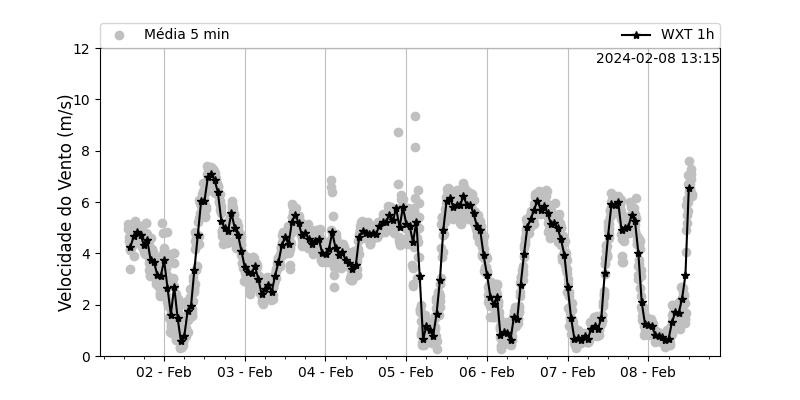 Média 5 min
WXT 1h
2024-02-08 13:15
Velocidade do Vento (m/s)
12
10
8
6
4
2
0
02 - Feb
03 - Feb
04 - Feb
05 - Feb
06 - Feb
07 - Feb
08 - Feb